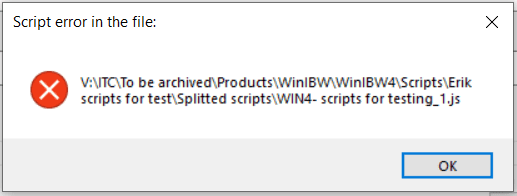 Script error in the file:
V:\ITC\To be archived\Products\WinIBW\WinIBW4\Scripts\Erik
scripts for test\Splitted scripts\WIN4- scripts for testing_1.js
OK